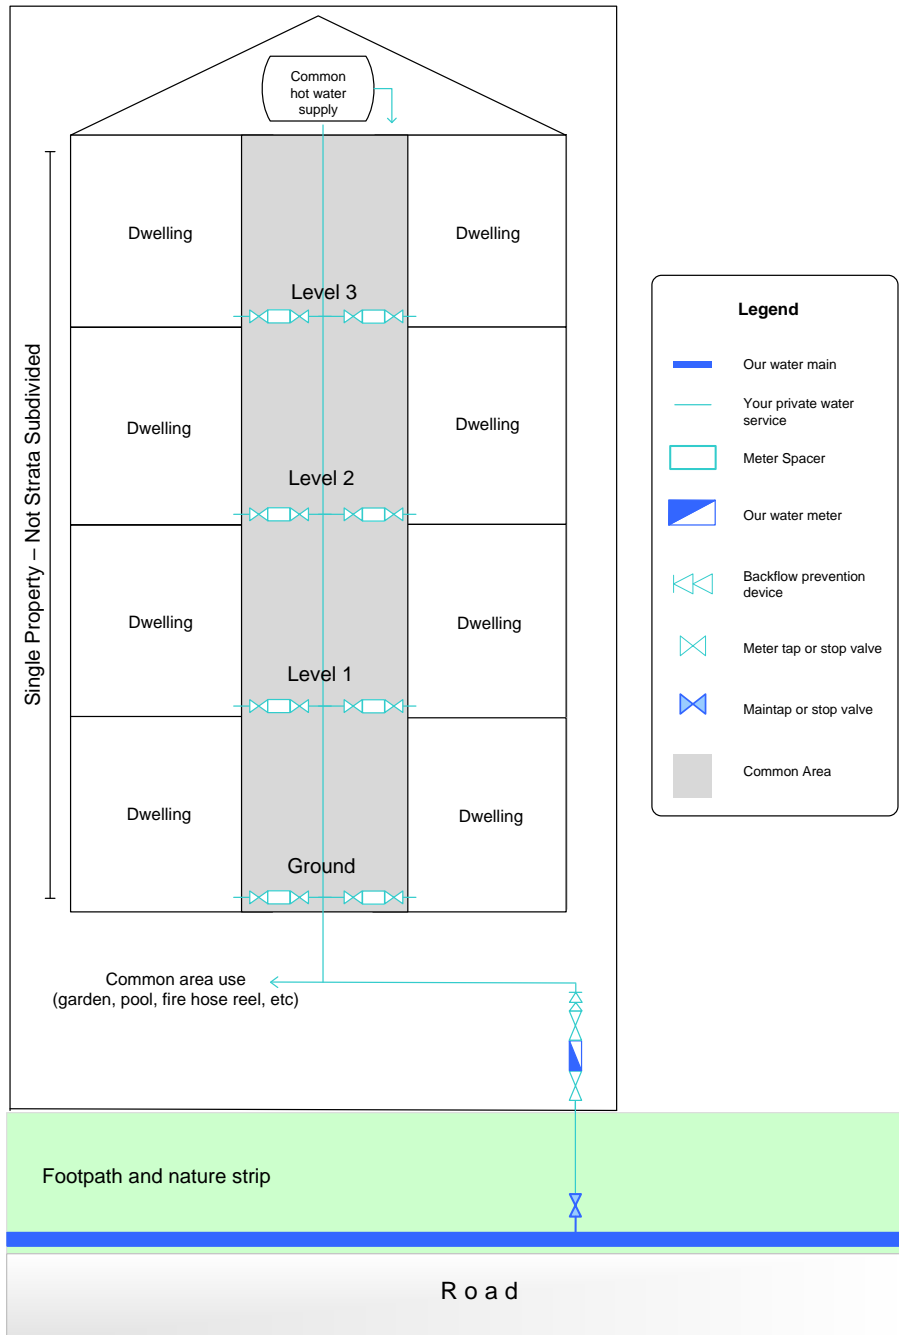 Common
hot water
supply
Single Property – Not Strata Subdivided
Dwelling
Dwelling
Level 3
Dwelling
Dwelling
Level 2
Dwelling
Dwelling
Level 1
Dwelling
Dwelling
Ground
Common area use
(garden, pool, fire hose reel, etc)
Footpath and nature strip
Road
Legend
Our water main
Your private water
service
Meter Spacer
Our water meter
Backflow prevention
device
Meter tap or stop valve
Maintap or stop valve
Common Area